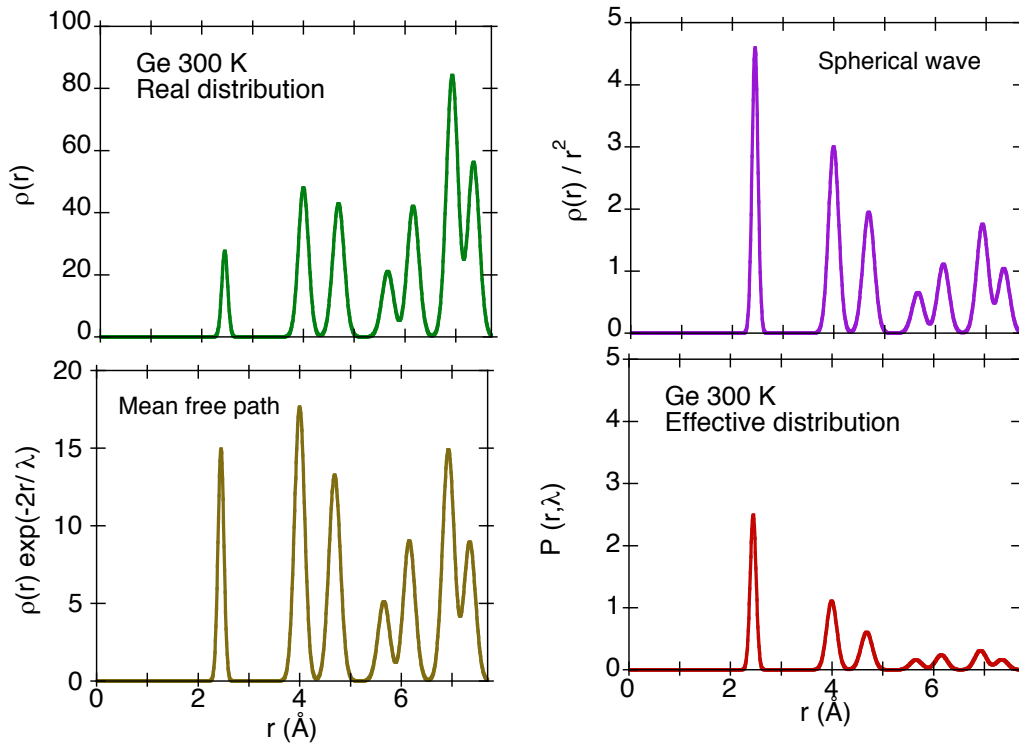 100
80
60
40
20
0
ρ(r)
Ge 300 K
Real distribution
5
4
3
2
1
0
ρ(r) / r²
Spherical wave
20
15
10
5
0
ρ(r) exp(-2r/ λ)
Mean free path
0 2 4 6
r (Å)
5
4
3
2
1
0
P (r,λ)
Ge 300 K
Effective distribution
0 2 4 6
r (Å)